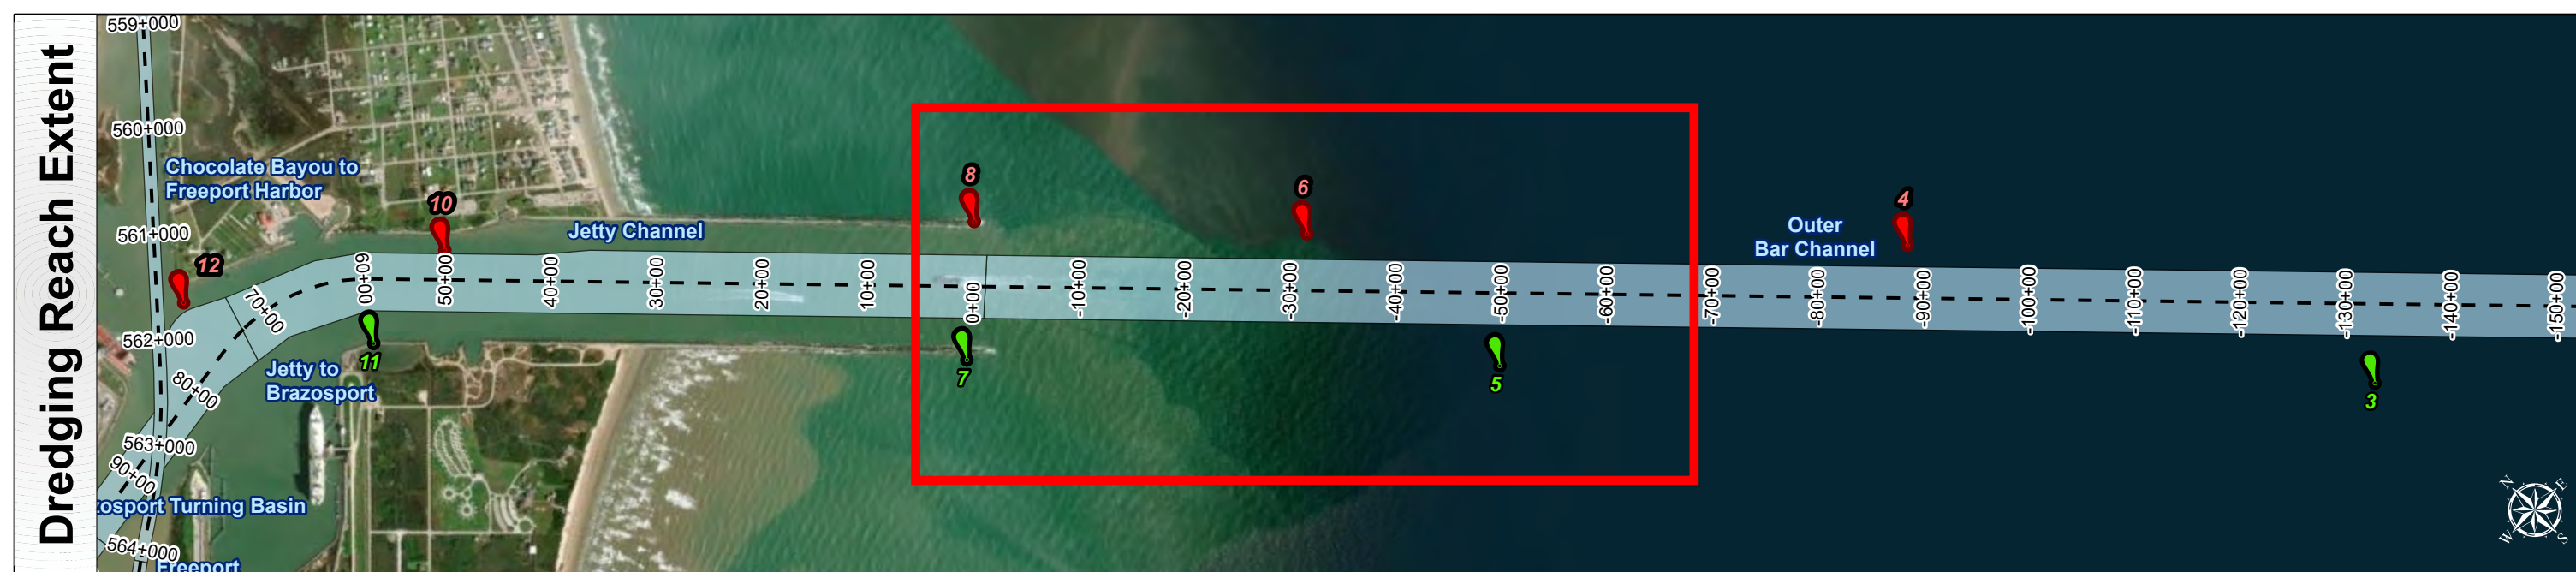 Dredging Reach Extent
559+000
560+000
Chocolate Bayou to
Freeport Harbor
561+000
12
10
Jetty Channel
8
6
4
Outer
Bar Channel
562+000
70+00
60+00
50+00
40+00
30+00
20+00
10+00
0+00
-10+00
-20+00
-30+00
-40+00
-50+00
-60+00
-70+00
-80+00
-90+00
-100+00
-110+00
-120+00
-130+00
-140+00
-150+00
11
7
5
3
Jetty to
Brazosport
80+00
563+000
90+00
zosport Turning Basin
564+000
Freeport
N
E
W
S